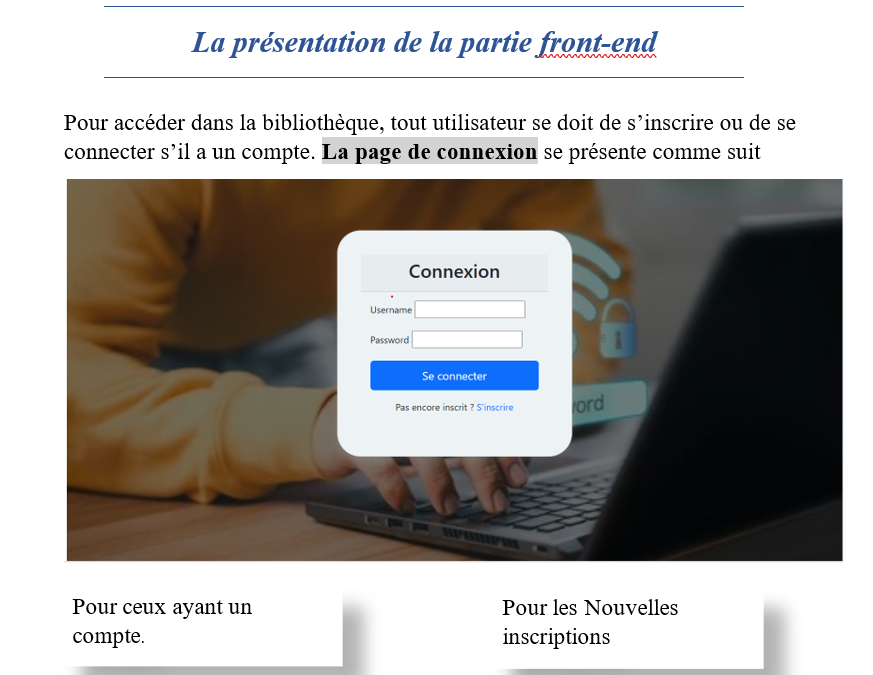 La présentation de la partie front-end
Pour accéder dans la bibliothèque, tout utilisateur se doit de s’inscrire ou de se
connecter s’il a un compte. La page de connexion se présente comme suit
Connexion
Username
Password
Se connecter
Pas encore inscrit ? S'inscrire
ord
Pour ceux ayant un
compte.
Pour les Nouvelles
inscriptions